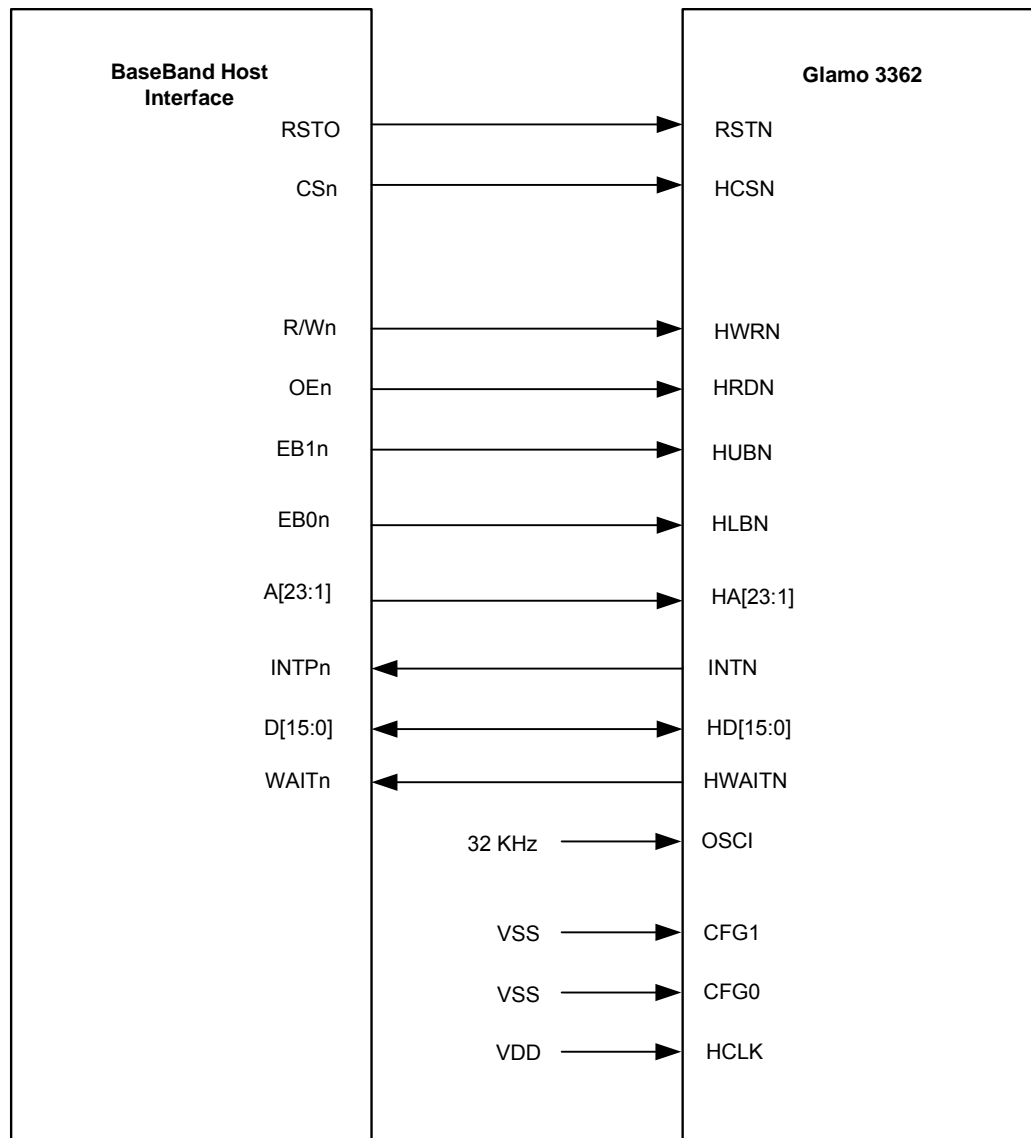 BaseBand Host
Interface
Glamo 3362
RSTO
RSTN
CSn
HCSN
R/Wn
HWRN
OEn
HRDN
EB1n
HUBN
EB0n
HLBN
A[23:1]
HA[23:1]
INTPn
INTN
D[15:0]
HD[15:0]
WAITn
HWAITN
32 KHz
OSCI
VSS
CFG1
VSS
CFG0
VDD
HCLK